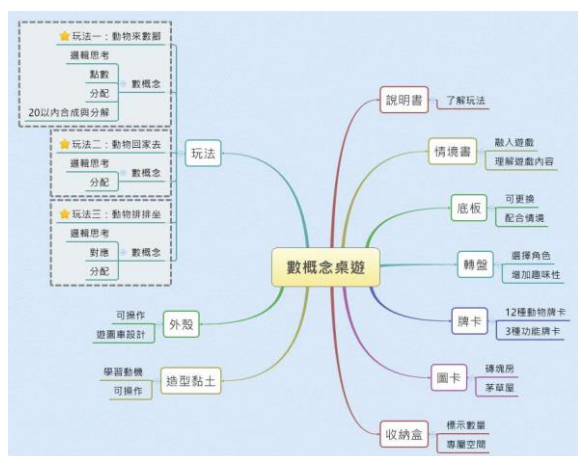 數概念桌遊
玩法
玩法一：動物來數腳
數概念
邏輯思考
點數
分配
20以內合成與分解
玩法二：動物回家去
數概念
邏輯思考
分配
玩法三：動物排排坐
數概念
邏輯思考
對應
分配
外殼
可操作
遊園車設計
造型黏土
學習動機
可操作
說明書
了解玩法
情境書
融入遊戲
理解遊戲內容
底板
可更換
配合情境
轉盤
選擇角色
增加趣味性
牌卡
12種動物牌卡
3種功能牌卡
圖卡
磚塊房
茅草屋
收納盒
標示數量
專屬空間